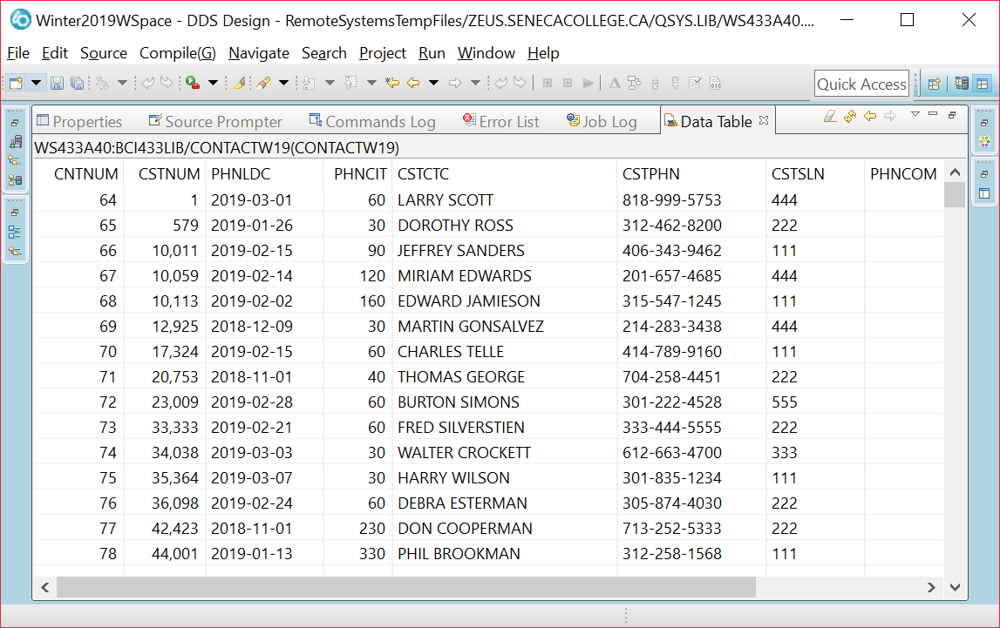 Winter2019WSpace - DDS Design - RemoteSystemsTempFiles/ZEUS.SENECACOLLEGE.CA/QSYS.LIB/WS433A40....
File Edit Source Compile(G) Navigate Search Project Run Window Help
Quick Access
Properties Source Prompter Commands Log Error List Job Log Data Table
WS433A40:BCI433LIB/CONTACTW19(CONTACTW19)
CNTNUM CSTNUM PHNLDC PHNCIT CSTCTC CSTPHN CSTSLN PHNCOM
64 1 2019-03-01 60 LARRY SCOTT 818-999-5753 444
65 579 2019-01-26 30 DOROTHY ROSS 312-462-8200 222
66 10,011 2019-02-15 90 JEFFREY SANDERS 406-343-9462 111
67 10,059 2019-02-14 120 MIRIAM EDWARDS 201-657-4685 444
68 10,113 2019-02-02 160 EDWARD JAMIESON 315-547-1245 111
69 12,925 2018-12-09 30 MARTIN GONSALVEZ 214-283-3438 444
70 17,324 2019-02-15 60 CHARLES TELLE 414-789-9160 111
71 20,753 2018-11-01 40 THOMAS GEORGE 704-258-4451 222
72 23,009 2019-02-28 60 BURTON SIMONS 301-222-4528 555
73 33,333 2019-02-21 60 FRED SILVERSTIEN 333-444-5555 222
74 34,038 2019-03-03 30 WALTER CROCKETT 612-663-4700 333
75 35,364 2019-03-07 30 HARRY WILSON 301-835-1234 111
76 36,098 2019-02-24 60 DEBRA ESTERMAN 305-874-4030 222
77 42,423 2018-11-01 230 DON COOPERMAN 713-252-5333 222
78 44,001 2019-01-13 330 PHIL BROOKMAN 312-258-1568 111